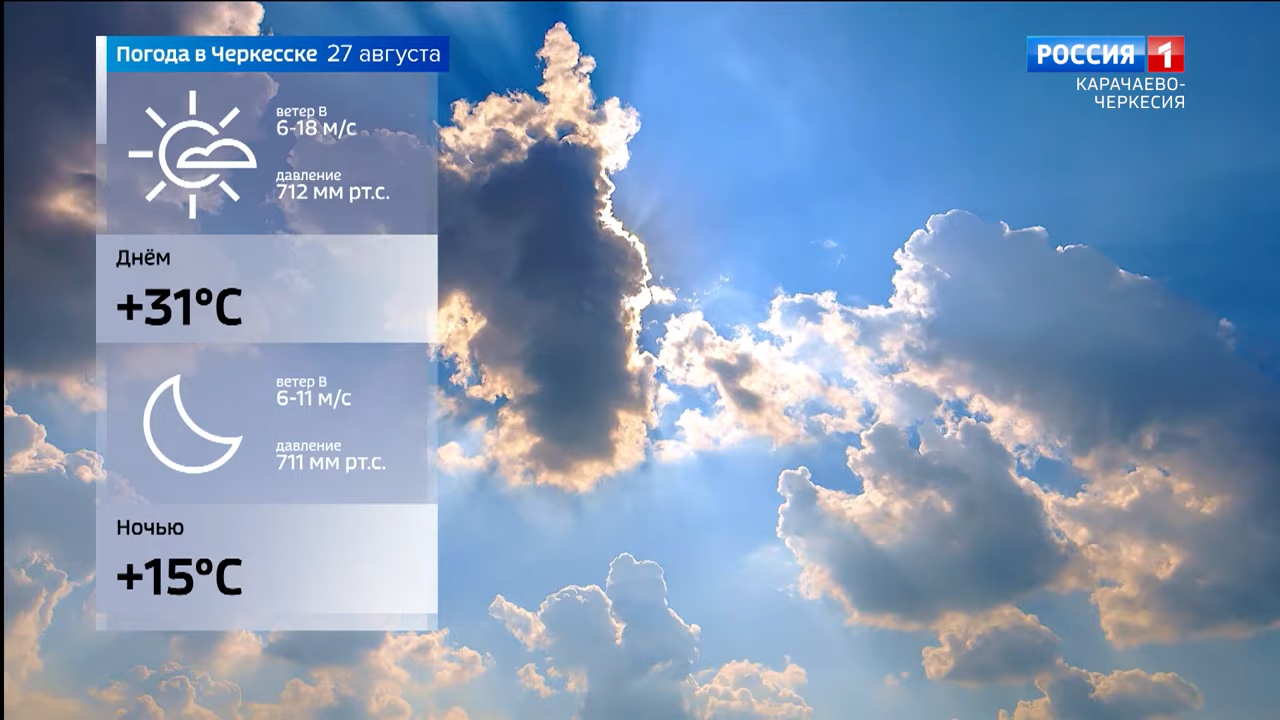 Погода в Черкесске 27 августа
РОССИЯ 1
КАРАЧАЕВО-
ЧЕРКЕСИЯ
ветер В
6-18 м/с
давление
712 мм рт.с.
Днём
+31°C
ветер В
6-11 м/с
давление
711 мм рт.с.
Ночью
+15°C